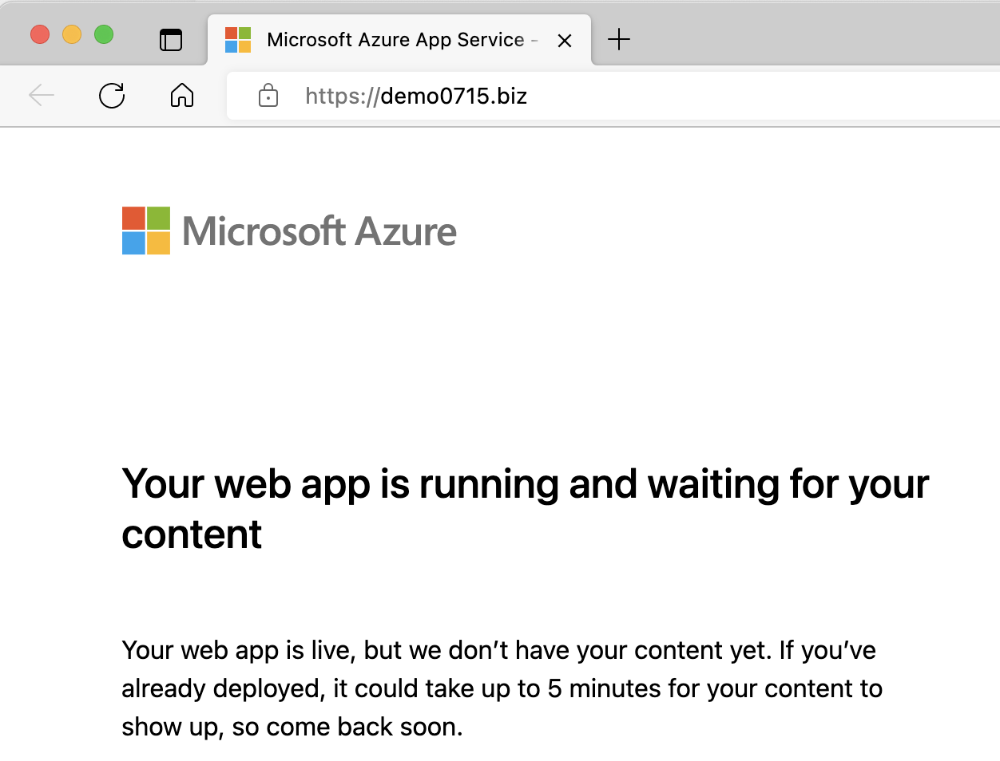 Microsoft Azure App Service -
https://demo0715.biz
Microsoft Azure
Your web app is running and waiting for your
content
Your web app is live, but we don’t have your content yet. If you’ve
already deployed, it could take up to 5 minutes for your content to
show up, so come back soon.